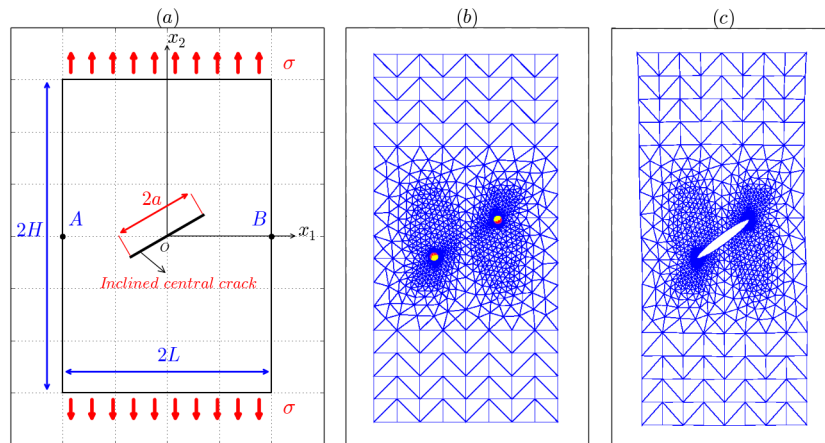 (a) (b) (c)
x₂
σ
2a
A B
2H
O
x₁
Inclined central crack
2L
σ